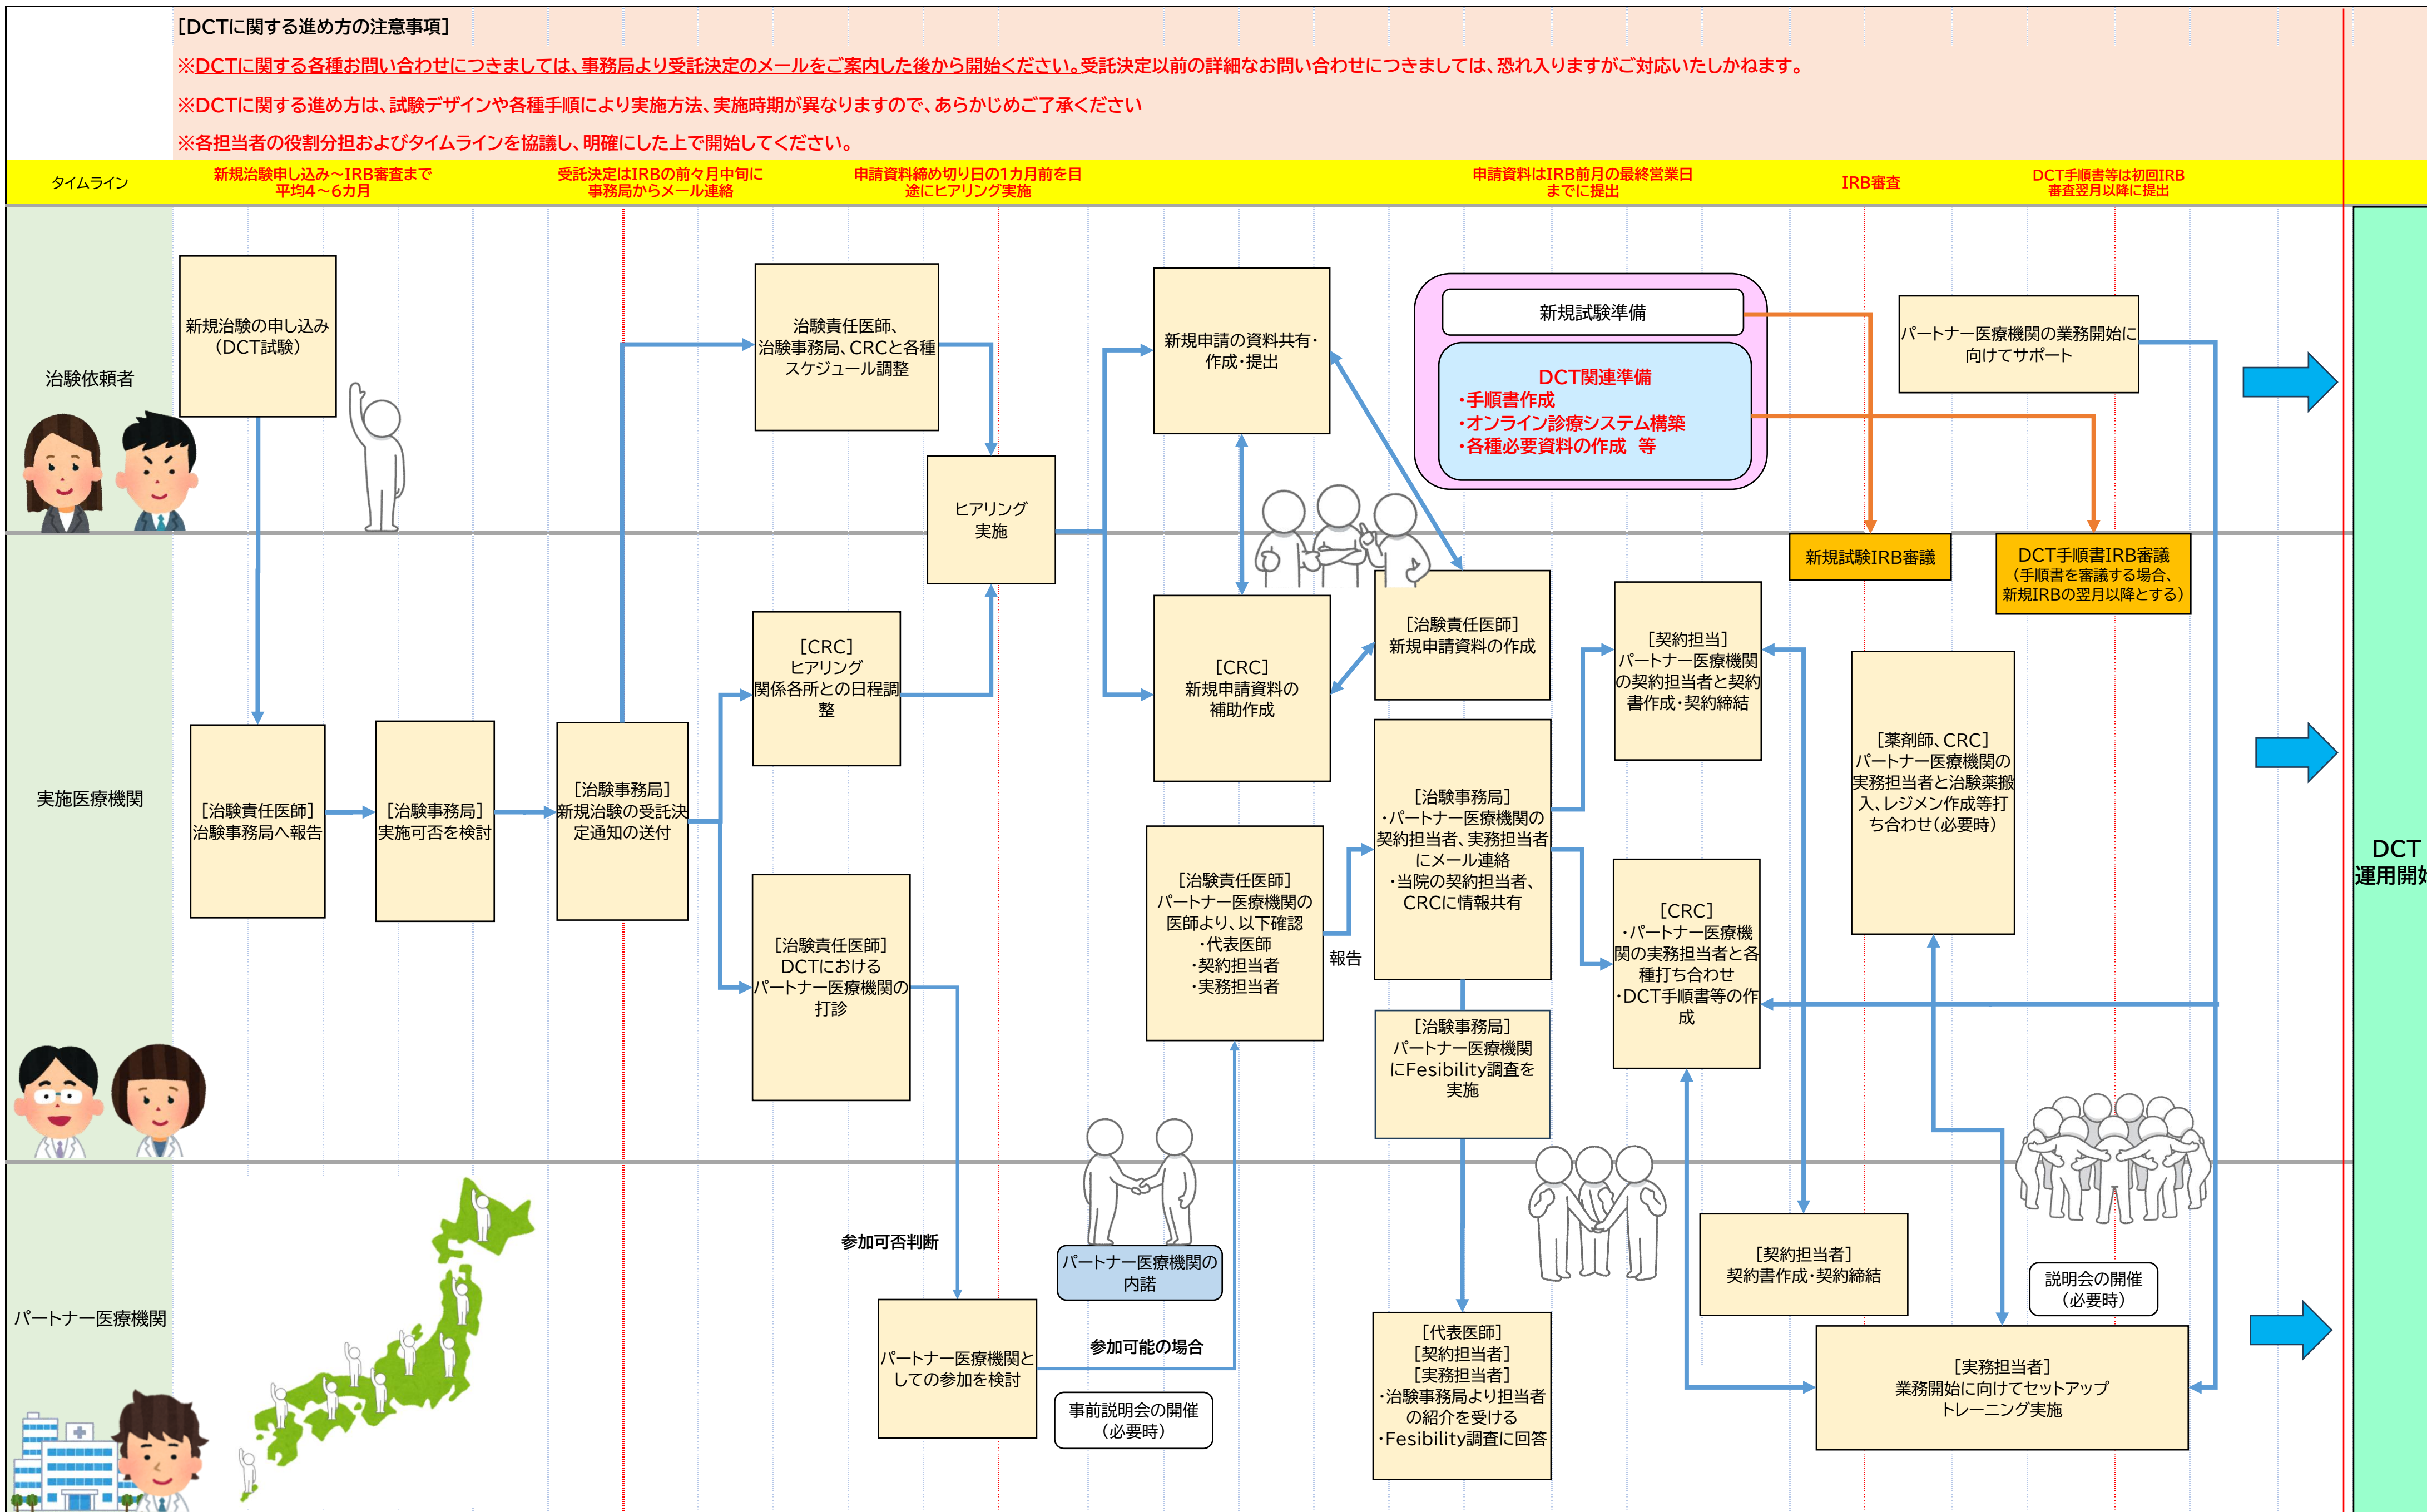 [DCTに関する進め方の注意事項]
※DCTに関する各種お問い合わせにつきましては、事務局より受託決定のメールをご案内した後から開始ください。受託決定以前の詳細なお問い合わせにつきましては、恐れ入りますがご対応いたしかねます。
※DCTに関する進め方は、試験デザインや各種手順により実施方法、実施時期が異なりますので、あらかじめご了承ください
※各担当者の役割分担およびタイムラインを協議し、明確にした上で開始してください。
タイムライン
新規治験申し込み～IRB審査まで
平均4～6カ月
受託決定はIRBの前々月中旬に
事務局からメール連絡
申請資料締め切り日の1カ月前を目
途にヒアリング実施
申請資料はIRB前月の最終営業日
までに提出
IRB審査
DCT手順書等は初回IRB
審査翌月以降に提出
治験依頼者
新規治験の申し込み
（DCT試験）
治験責任医師、
治験事務局、CRCと各種
スケジュール調整
ヒアリング
実施
新規申請の資料共有・
作成・提出
新規試験準備
DCT関連準備
・手順書作成
・オンライン診療システム構築
・各種必要資料の作成　等
パートナー医療機関の業務開始に
向けてサポート
実施医療機関
[治験責任医師]
治験事務局へ報告
[治験事務局]
実施可否を検討
[治験事務局]
新規治験の受託決
定通知の送付
[CRC]
ヒアリング
関係各所との日程調
整
[治験責任医師]
DCTにおける
パートナー医療機関の
打診
[CRC]
新規申請資料の
補助作成
[治験責任医師]
新規申請資料の作成
[治験責任医師]
パートナー医療機関の
医師より、以下確認
・代表医師
・契約担当者
・実務担当者
報告
[治験事務局]
・パートナー医療機関の
契約担当者、実務担当者
にメール連絡
・当院の契約担当者、
CRCに情報共有
[治験事務局]
パートナー医療機関
にFesibility調査を
実施
[契約担当]
パートナー医療機関
の契約担当者と契約
書作成・契約締結
[CRC]
・パートナー医療機
関の実務担当者と各
種打ち合わせ
・DCT手順書等の作
成
新規試験IRB審議
DCT手順書IRB審議
（手順書を審議する場合、
新規IRBの翌月以降とする）
[薬剤師、CRC]
パートナー医療機関の
実務担当者と治験薬搬
入、レジメン作成等打
ち合わせ（必要時）
DCT
運用開始
パートナー医療機関
参加可否判断
パートナー医療機関と
しての参加を検討
パートナー医療機関の
内諾
参加可能の場合
事前説明会の開催
（必要時）
[代表医師]
[契約担当者]
[実務担当者]
・治験事務局より担当者
の紹介を受ける
・Fesibility調査に回答
[契約担当者]
契約書作成・契約締結
説明会の開催
（必要時）
[実務担当者]
業務開始に向けてセットアップ
トレーニング実施